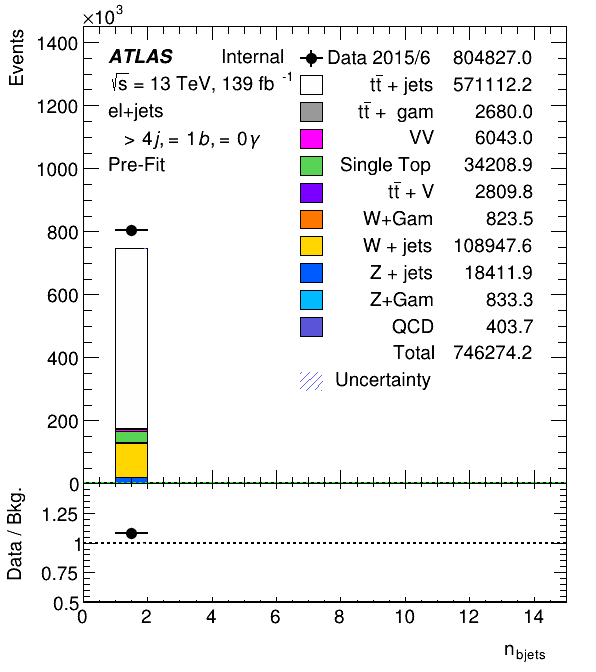 ×10³
Events
ATLAS Internal
√s = 13 TeV, 139 fb⁻¹
el+jets
> 4j, = 1b, = 0γ
Pre-Fit
Data 2015/6 804827.0
tt̄ + jets 571112.2
tt̄ + gam 2680.0
VV 6043.0
Single Top 34208.9
tt̄ + V 2809.8
W+Gam 823.5
W + jets 108947.6
Z + jets 18411.9
Z+Gam 833.3
QCD 403.7
Total 746274.2
Uncertainty
1400
1200
1000
800
600
400
200
0
Data / Bkg.
1.25
1
0.75
0.5
0 2 4 6 8 10 12 14
n_bjets